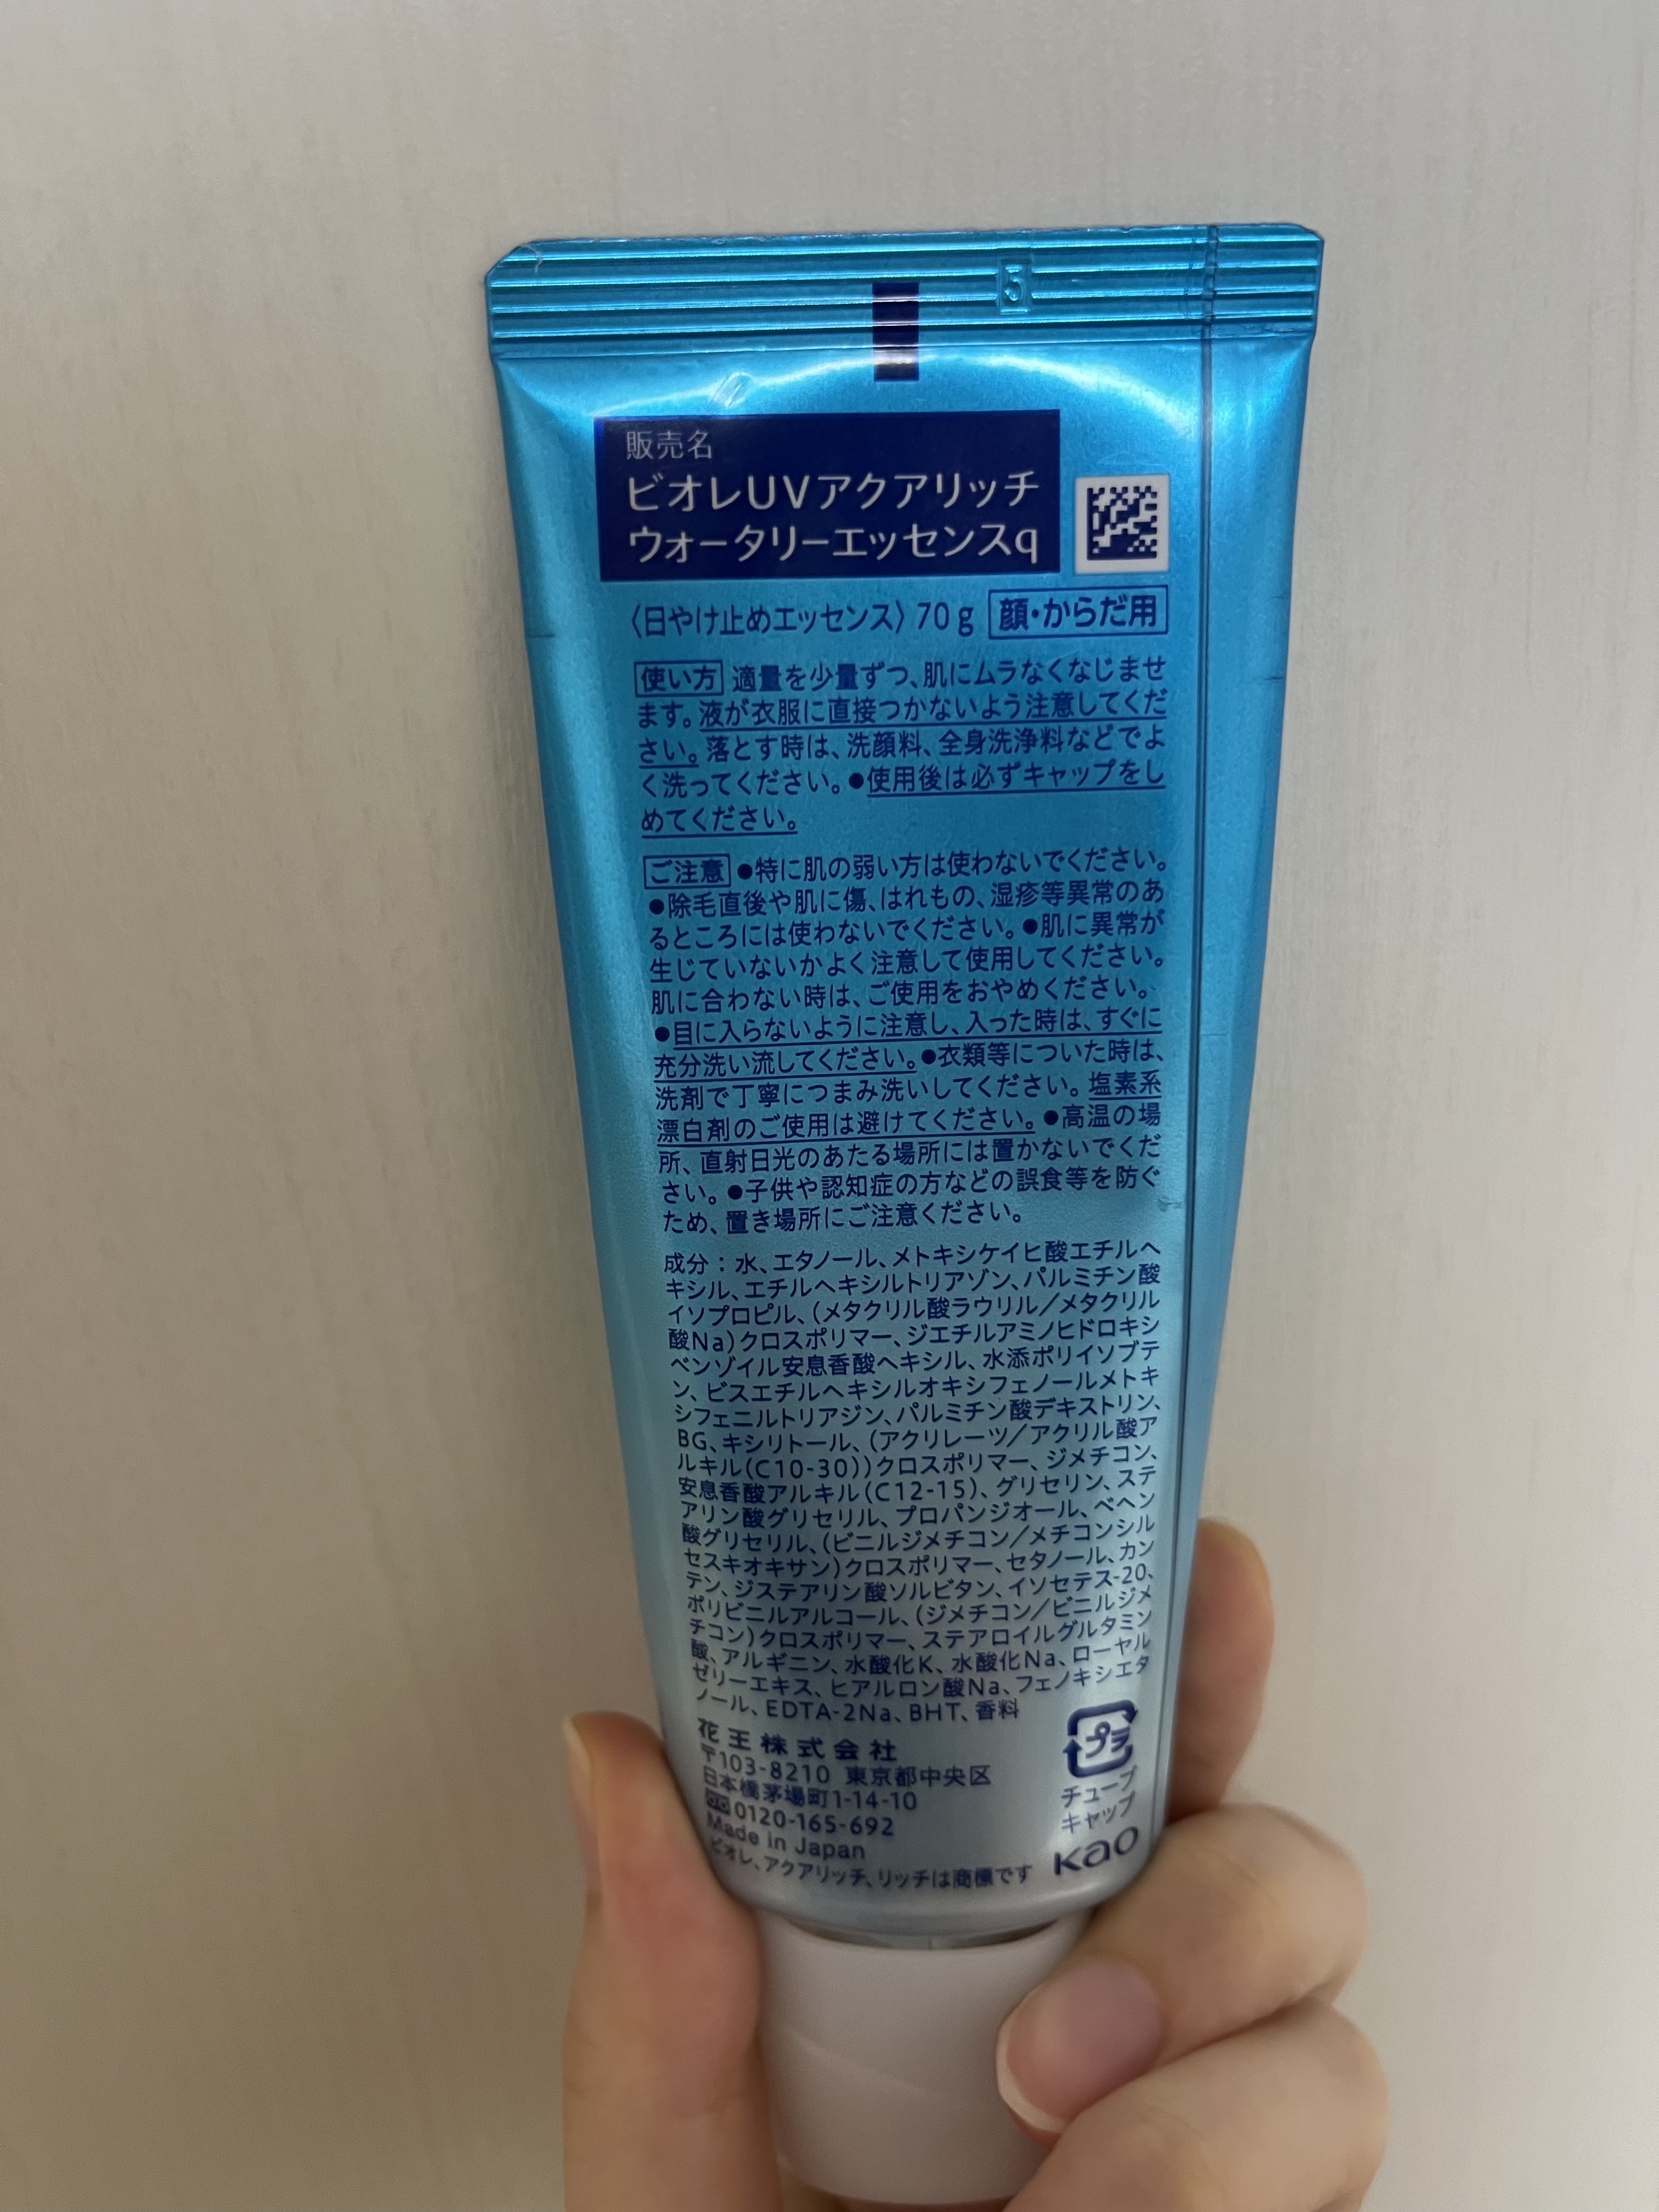 5
販売名
ビオレUVアクアリッチ
ウォータリーエッセンスq
〈日やけ止めエッセンス〉70g 顔・からだ用
使い方 適量を少量ずつ、肌にムラなくなじませ
ます。液が衣服に直接つかないよう注意してくだ
さい。落とす時は、洗顔料、全身洗浄料などでよ
く洗ってください。●使用後は必ずキャップをし
めてください。
ご注意 ●特に肌の弱い方は使わないでください。
●除毛直後や肌に傷、はれもの、湿疹等異常のあ
るところには使わないでください。●肌に異常が
生じていないかよく注意して使用してください。
肌に合わない時は、ご使用をおやめください。
●目に入らないように注意し、入った時は、すぐに
充分洗い流してください。●衣類等についた時は、
洗剤で丁寧につまみ洗いしてください。塩素系
漂白剤のご使用は避けてください。●高温の場
所、直射日光のあたる場所には置かないでくだ
さい。●子供や認知症の方などの誤食等を防ぐ
ため、置き場所にご注意ください。
成分：水、エタノール、メトキシケイヒ酸エチルヘ
キシル、エチルヘキシルトリアゾン、パルミチン酸
イソプロピル、(メタクリル酸ラウリル／メタクリル
酸Na)クロスポリマー、ジエチルアミノヒドロキシ
ベンゾイル安息香酸ヘキシル、水添ポリイソブテ
ン、ビスエチルヘキシルオキシフェノールメトキ
シフェニルトリアジン、パルミチン酸デキストリン、
BG、キシリトール、(アクリレーツ／アクリル酸ア
ルキル(C10-30))クロスポリマー、ジメチコン、
安息香酸アルキル(C12-15)、グリセリン、ステ
アリン酸グリセリル、プロパンジオール、ベヘン
酸グリセリル、(ビニルジメチコン／メチコンシル
セスキオキサン)クロスポリマー、セタノール、カン
テン、ジステアリン酸ソルビタン、イソセテス-20、
ポリビニルアルコール、(ジメチコン／ビニルジメ
チコン)クロスポリマー、ステアロイルグルタミン
酸、アルギニン、水酸化K、水酸化Na、ローヤル
ゼリーエキス、ヒアルロン酸Na、フェノキシエタ
ノール、EDTA-2Na、BHT、香料
花王株式会社
〒103-8210 東京都中央区
日本橋茅場町1-14-10
0120-165-692
Made in Japan
ビオレ、アクアリッチ、リッチは商標です
プラ
チューブ
キャップ
Kao